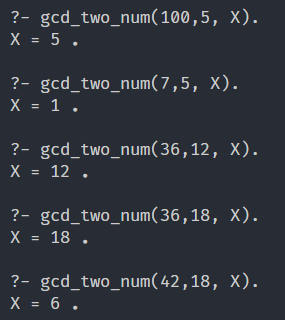 ?- gcd_two_num(100,5, X).
X = 5 .
?- gcd_two_num(7,5, X).
X = 1 .
?- gcd_two_num(36,12, X).
X = 12 .
?- gcd_two_num(36,18, X).
X = 18 .
?- gcd_two_num(42,18, X).
X = 6 .